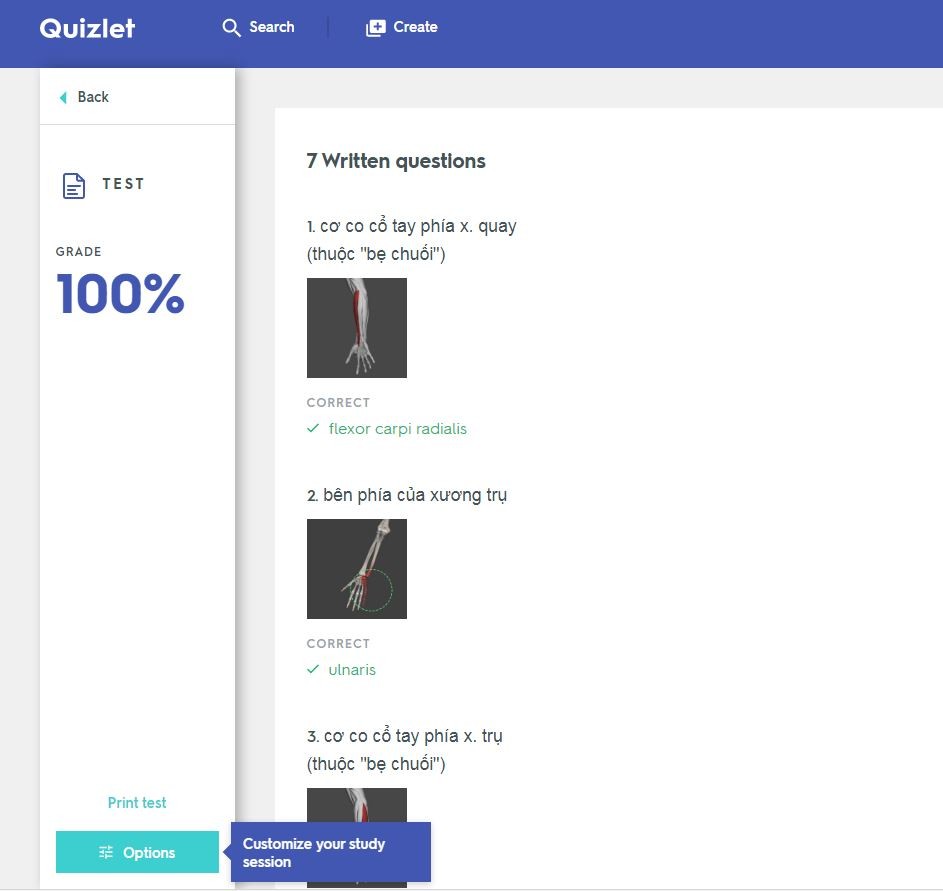 Quizlet
Search
Create
Back
TEST
GRADE
100%
Print test
Options
Customize your study
session
7 Written questions
1. cơ co cổ tay phía x. quay
(thuộc "bẹ chuối")
CORRECT
flexor carpi radialis
2. bên phía của xương trụ
CORRECT
ulnaris
3. cơ co cổ tay phía x. trụ
(thuộc "bẹ chuối")